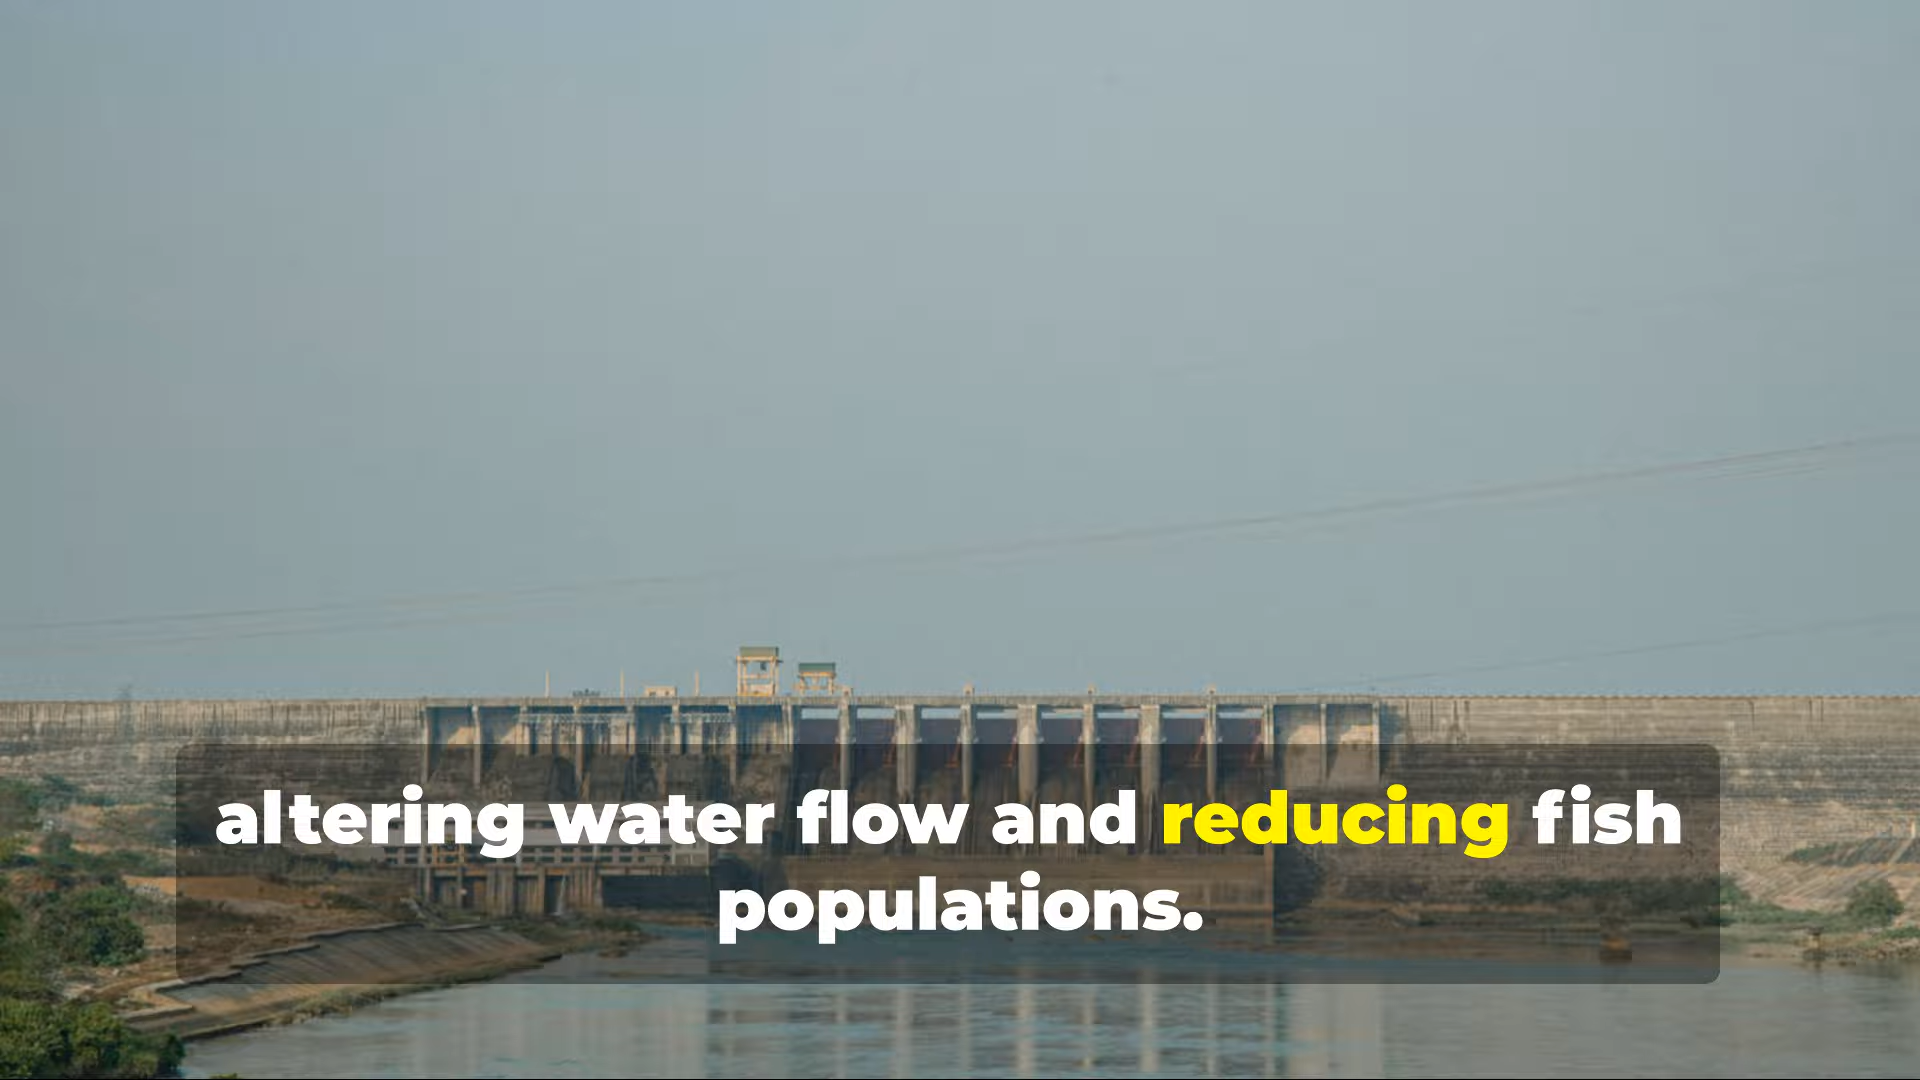 altering water flow and reducing fish
populations.